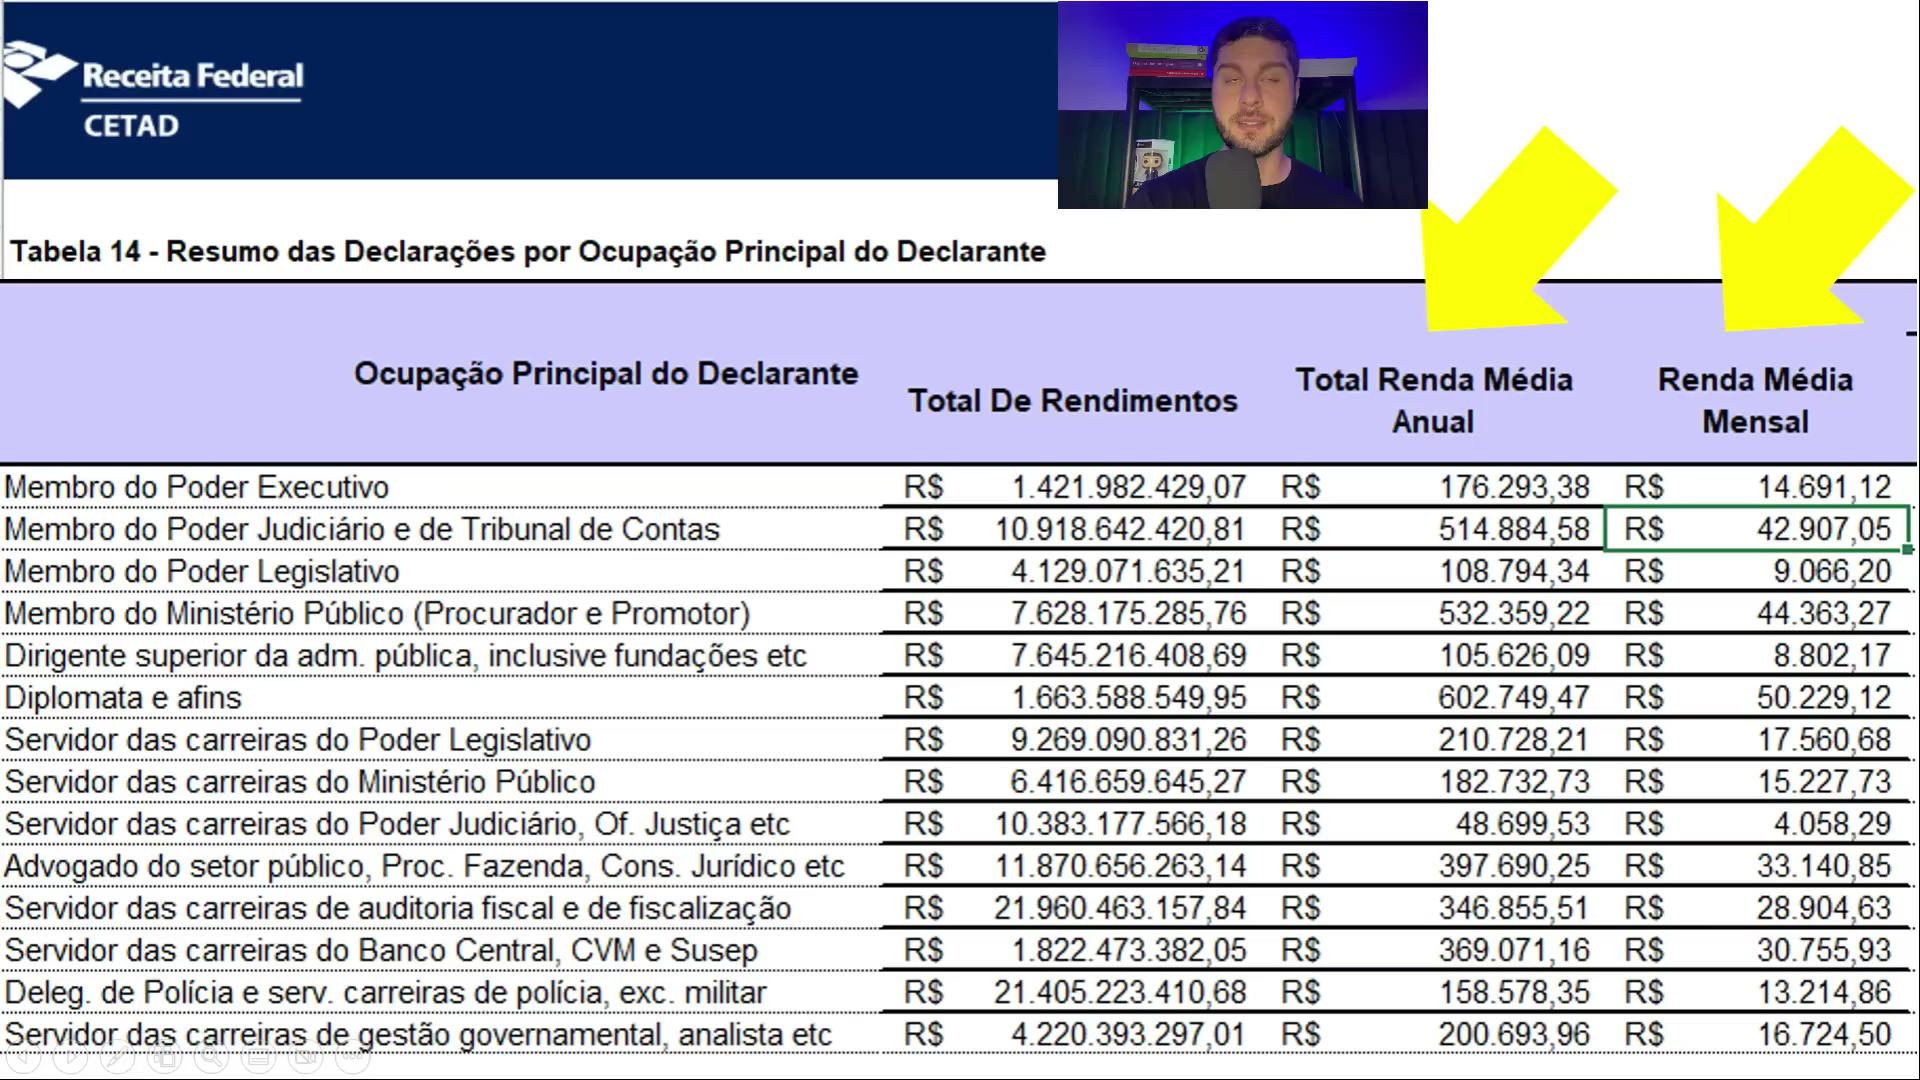 Receita Federal
CETAD
Tabela 14 - Resumo das Declarações por Ocupação Principal do Declarante
Ocupação Principal do Declarante
Total De Rendimentos
Total Renda Média
Anual
Renda Média
Mensal
Membro do Poder Executivo R$ 1.421.982.429,07 R$ 176.293,38 R$ 14.691,12
Membro do Poder Judiciário e de Tribunal de Contas R$ 10.918.642.420,81 R$ 514.884,58 R$ 42.907,05
Membro do Poder Legislativo R$ 4.129.071.635,21 R$ 108.794,34 R$ 9.066,20
Membro do Ministério Público (Procurador e Promotor) R$ 7.628.175.285,76 R$ 532.359,22 R$ 44.363,27
Dirigente superior da adm. pública, inclusive fundações etc R$ 7.645.216.408,69 R$ 105.626,09 R$ 8.802,17
Diplomata e afins R$ 1.663.588.549,95 R$ 602.749,47 R$ 50.229,12
Servidor das carreiras do Poder Legislativo R$ 9.269.090.831,26 R$ 210.728,21 R$ 17.560,68
Servidor das carreiras do Ministério Público R$ 6.416.659.645,27 R$ 182.732,73 R$ 15.227,73
Servidor das carreiras do Poder Judiciário, Of. Justiça etc R$ 10.383.177.566,18 R$ 48.699,53 R$ 4.058,29
Advogado do setor público, Proc. Fazenda, Cons. Jurídico etc R$ 11.870.656.263,14 R$ 397.690,25 R$ 33.140,85
Servidor das carreiras de auditoria fiscal e de fiscalização R$ 21.960.463.157,84 R$ 346.855,51 R$ 28.904,63
Servidor das carreiras do Banco Central, CVM e Susep R$ 1.822.473.382,05 R$ 369.071,16 R$ 30.755,93
Deleg. de Polícia e serv. carreiras de polícia, exc. militar R$ 21.405.223.410,68 R$ 158.578,35 R$ 13.214,86
Servidor das carreiras de gestão governamental, analista etc R$ 4.220.393.297,01 R$ 200.693,96 R$ 16.724,50